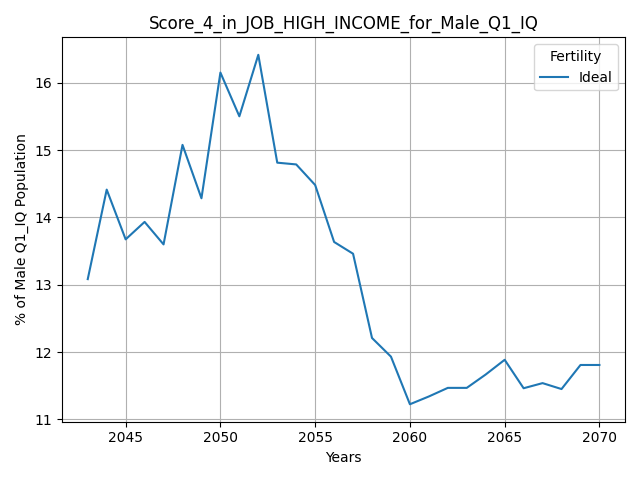 Score_4_in_JOB_HIGH_INCOME_for_Male_Q1_IQ
Fertility
Ideal
% of Male Q1_IQ Population
16
15
14
13
12
11
2045 2050 2055 2060 2065 2070
Years